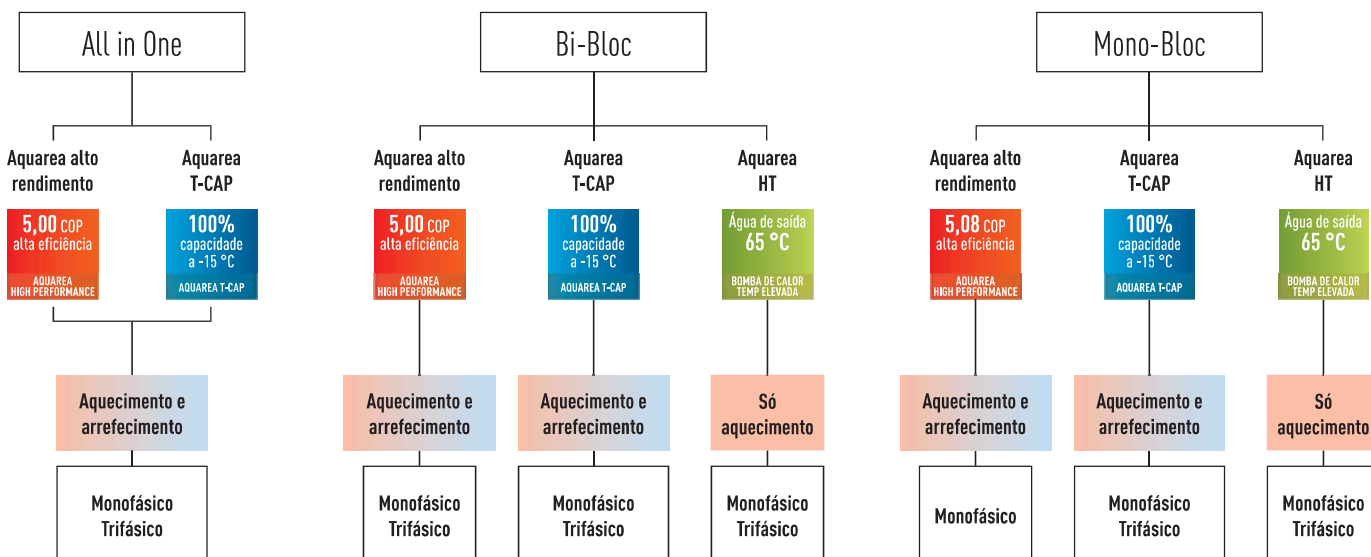 All in One
Aquarea alto
rendimento
5,00 COP
alta eficiência
AQUAREA
HIGH PERFORMANCE
Aquarea
T-CAP
100%
capacidade
a -15 °C
AQUAREA T-CAP
Aquecimento e
arrefecimento
Monofásico
Trifásico
Bi-Bloc
Aquarea alto
rendimento
5,00 COP
alta eficiência
AQUAREA
HIGH PERFORMANCE
Aquecimento e
arrefecimento
Monofásico
Trifásico
Aquarea
T-CAP
100%
capacidade
a -15 °C
AQUAREA T-CAP
Aquecimento e
arrefecimento
Monofásico
Trifásico
Aquarea
HT
Água de saída
65 °C
BOMBA DE CALOR
TEMP ELEVADA
Só
aquecimento
Monofásico
Trifásico
Mono-Bloc
Aquarea alto
rendimento
5,08 COP
alta eficiência
AQUAREA
HIGH PERFORMANCE
Aquecimento e
arrefecimento
Monofásico
Aquarea
T-CAP
100%
capacidade
a -15 °C
AQUAREA T-CAP
Aquecimento e
arrefecimento
Monofásico
Trifásico
Aquarea
HT
Água de saída
65 °C
BOMBA DE CALOR
TEMP ELEVADA
Só
aquecimento
Monofásico
Trifásico